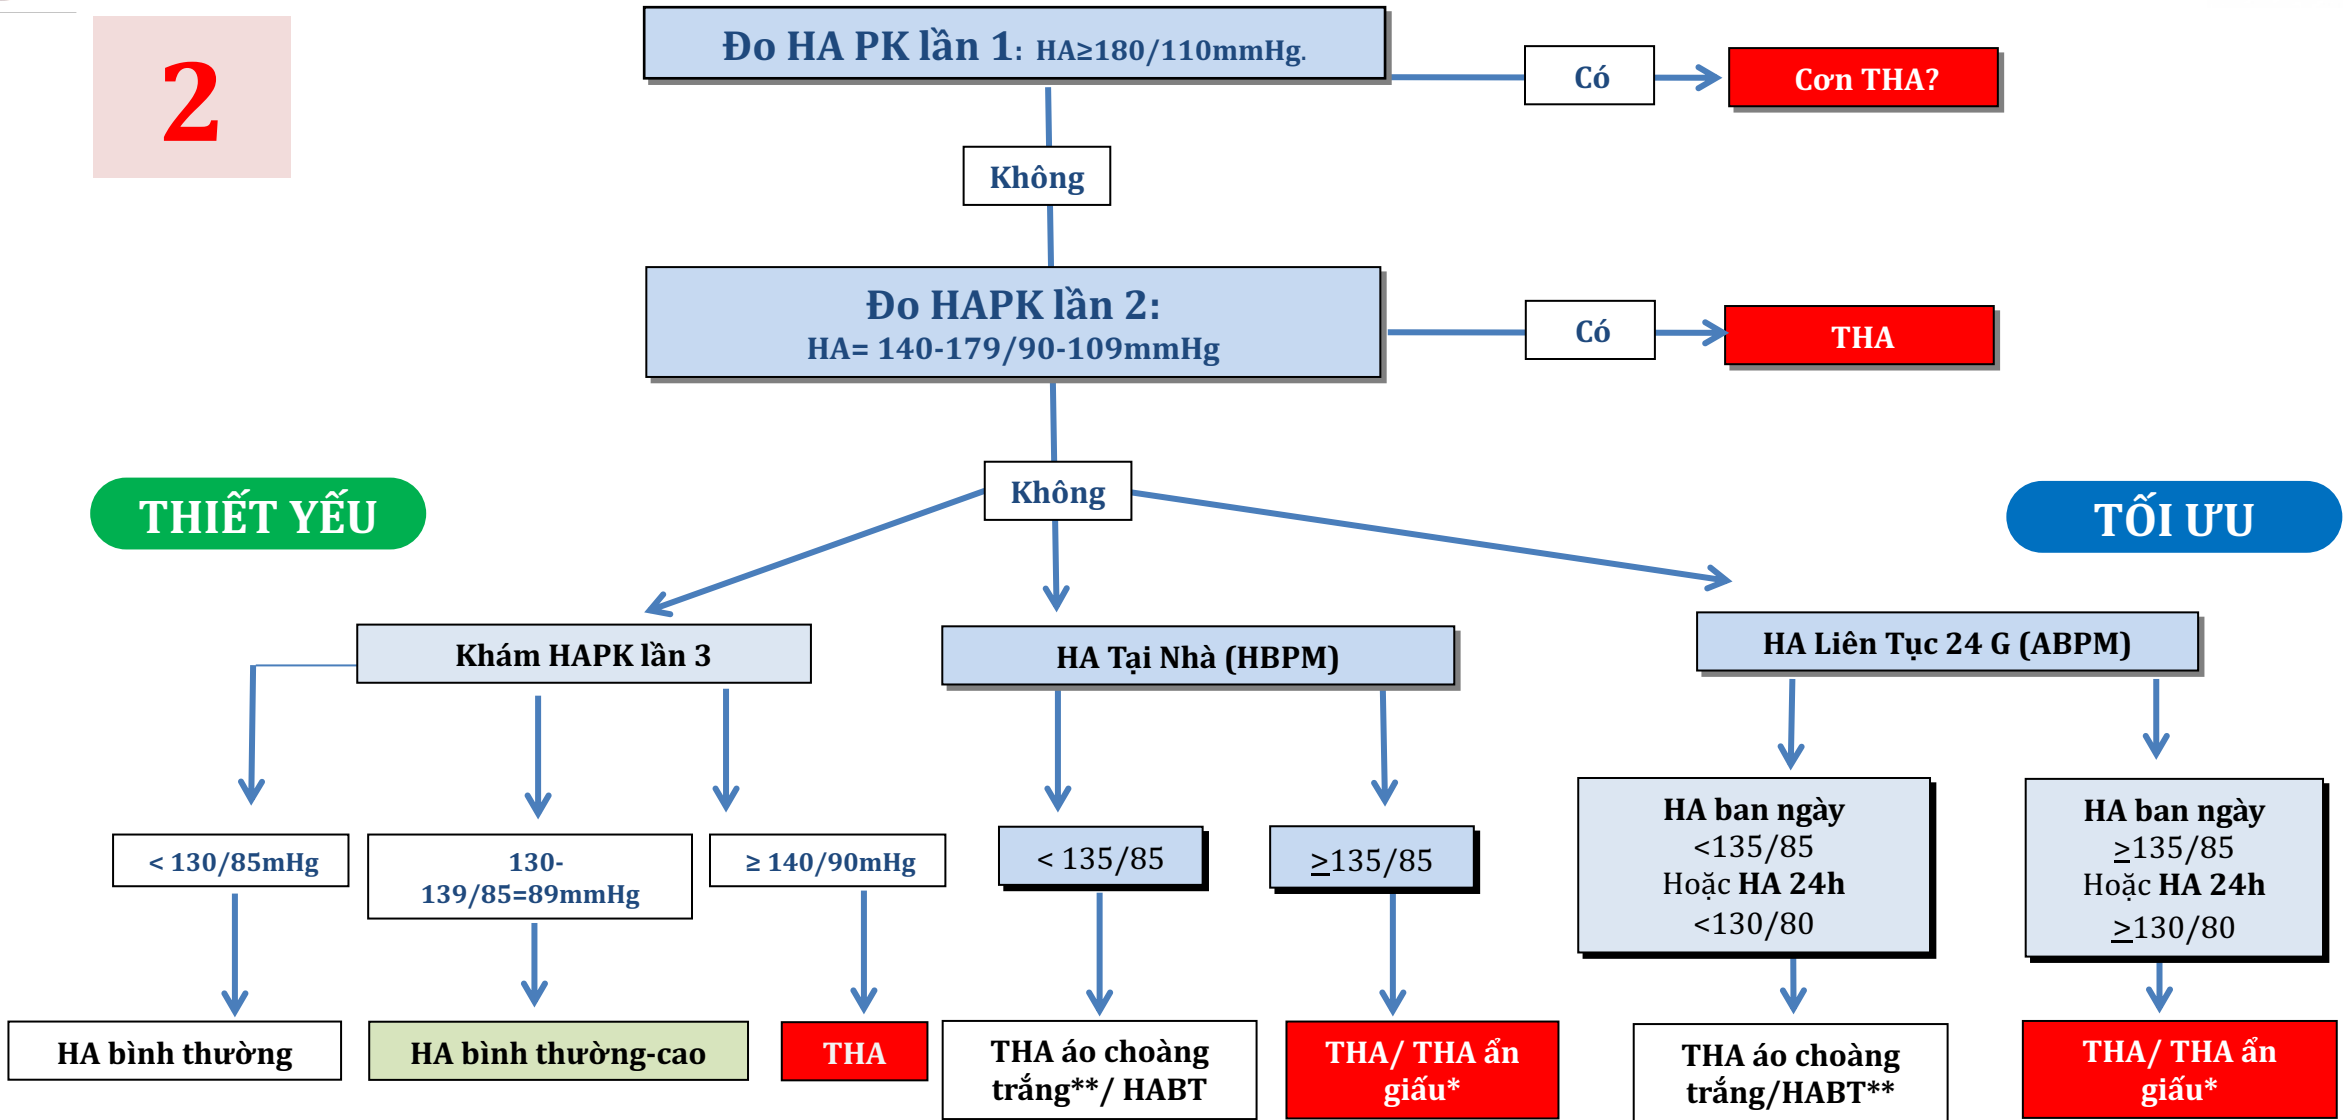 2
Đo HA PK lần 1: HA≥180/110mmHg.
Có
Cơn THA?
Không
Đo HAPK lần 2:
HA= 140-179/90-109mmHg
Có
THA
Không
THIẾT YẾU
TỐI ƯU
Khám HAPK lần 3
HA Tại Nhà (HBPM)
HA Liên Tục 24 G (ABPM)
< 130/85mHg
130-
139/85=89mmHg
≥ 140/90mHg
< 135/85
≥135/85
HA ban ngày
<135/85
Hoặc HA 24h
<130/80
HA ban ngày
≥135/85
Hoặc HA 24h
≥130/80
HA bình thường
HA bình thường-cao
THA
THA áo choàng
trắng**/ HABT
THA/ THA ẩn
giấu*
THA áo choàng
trắng/HABT**
THA/ THA ẩn
giấu*